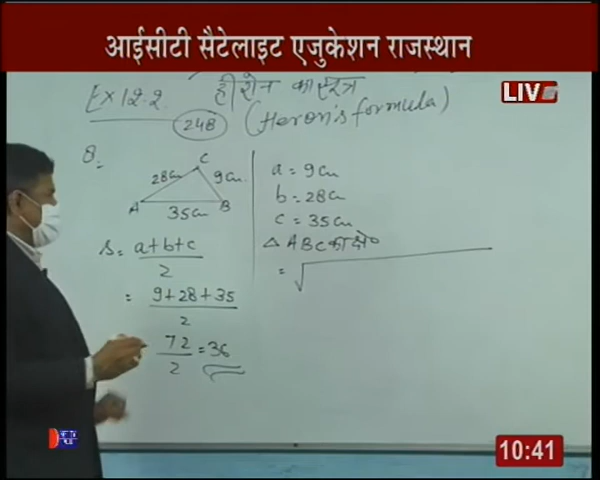 आईसीटी सैटेलाइट एजुकेशन राजस्थान
LIVE
हीरोन का सूत्र
EX 12.2
248
(Heron's formula)
8.
C
28cm
9cm
A
B
35cm
S = a+b+c
2
= 9+28+35
2
72
2
= 36
a = 9cm
b = 28cm
c = 35cm
△ABC का क्षे०
= √
10:41